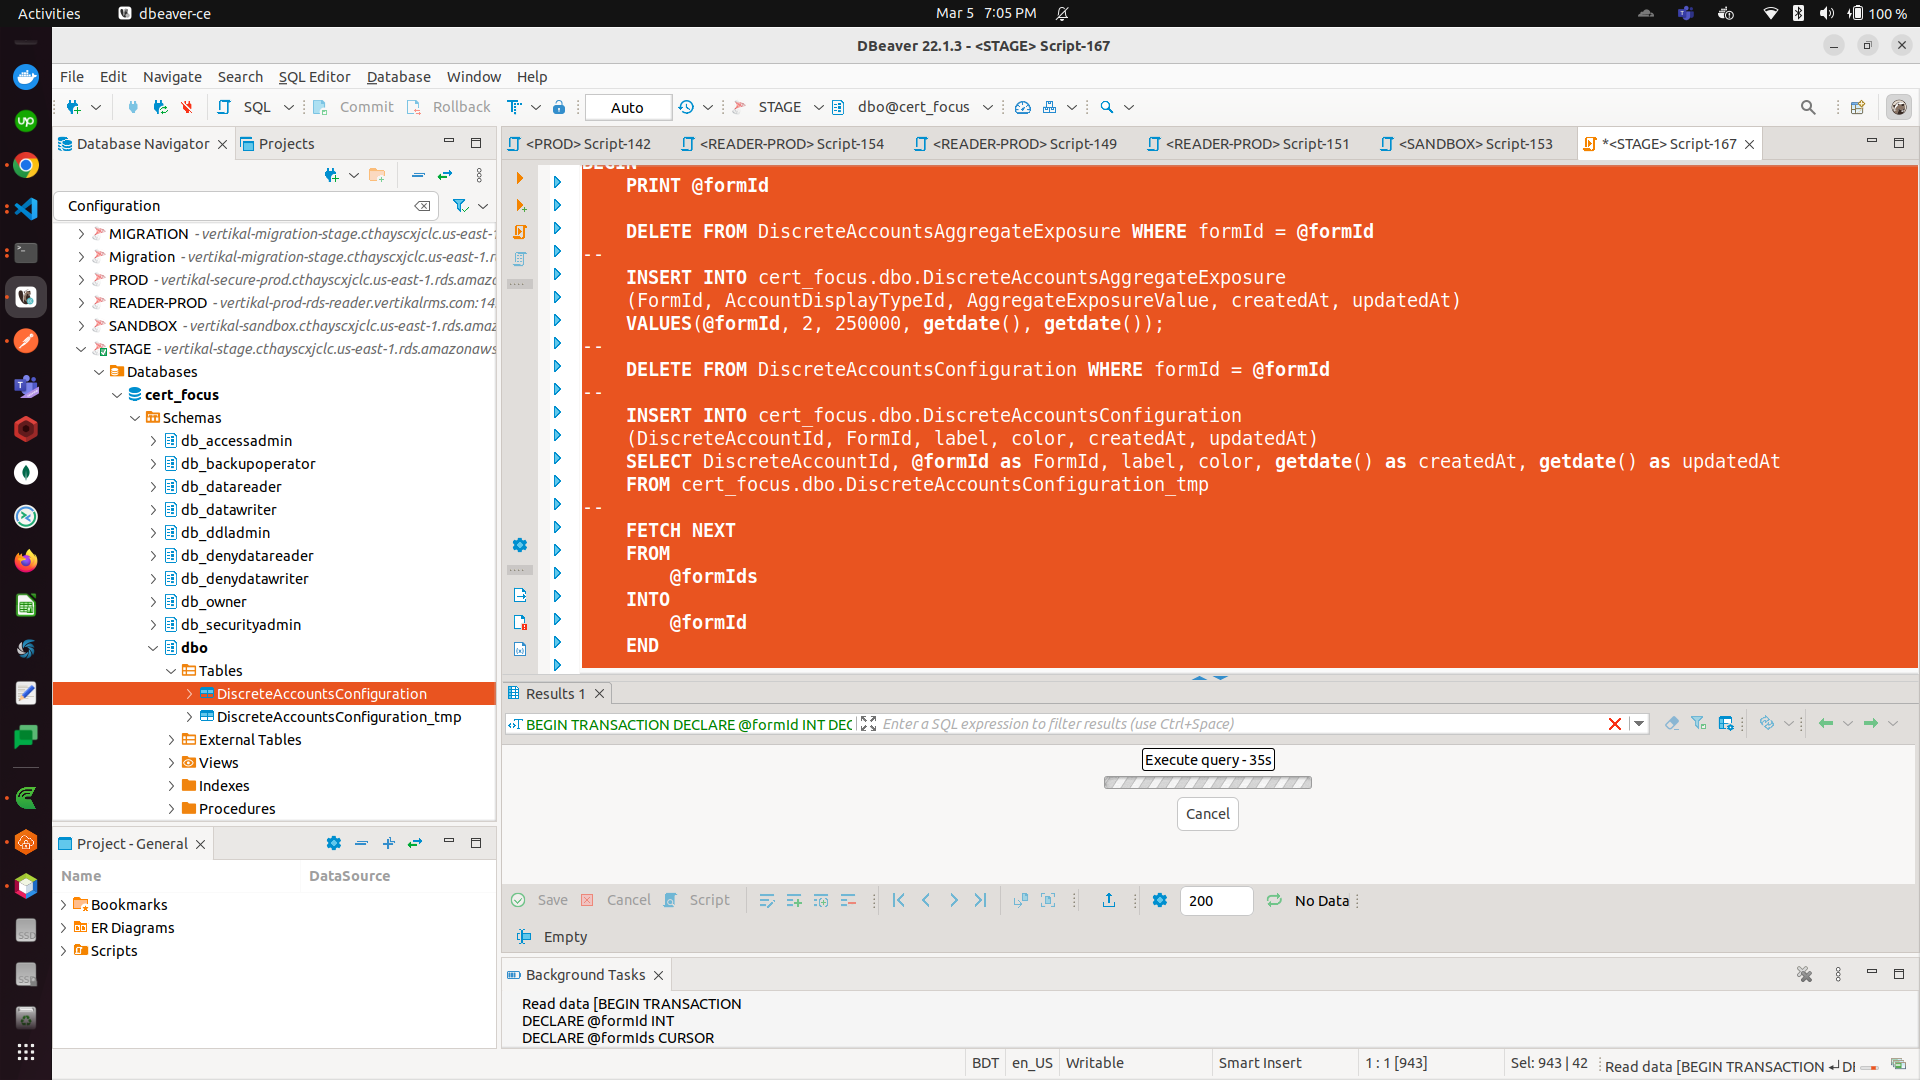 Activities
dbeaver-ce
Mar 5 7:05 PM
100 %
DBeaver 22.1.3 - <STAGE> Script-167
File Edit Navigate Search SQL Editor Database Window Help
SQL Commit Rollback Auto STAGE dbo@cert_focus
Database Navigator Projects
<PROD> Script-142 <READER-PROD> Script-154 <READER-PROD> Script-149 <READER-PROD> Script-151 <SANDBOX> Script-153 *<STAGE> Script-167
Configuration
MIGRATION - vertikal-migration-stage.cthayscxjclc.us-east-1
Migration - vertikal-migration-stage.cthayscxjclc.us-east-1.r
PROD - vertikal-secure-prod.cthayscxjclc.us-east-1.rds.amazo
READER-PROD - vertikal-prod-rds-reader.vertikalrms.com:14
SANDBOX - vertikal-sandbox.cthayscxjclc.us-east-1.rds.amaz
STAGE - vertikal-stage.cthayscxjclc.us-east-1.rds.amazonaws
Databases
cert_focus
Schemas
db_accessadmin
db_backupoperator
db_datareader
db_datawriter
db_ddladmin
db_denydatareader
db_denydatawriter
db_owner
db_securityadmin
dbo
Tables
DiscreteAccountsConfiguration
DiscreteAccountsConfiguration_tmp
External Tables
Views
Indexes
Procedures
BEGIN
PRINT @formId
DELETE FROM DiscreteAccountsAggregateExposure WHERE formId = @formId
--
INSERT INTO cert_focus.dbo.DiscreteAccountsAggregateExposure
(FormId, AccountDisplayTypeId, AggregateExposureValue, createdAt, updatedAt)
VALUES(@formId, 2, 250000, getdate(), getdate());
--
DELETE FROM DiscreteAccountsConfiguration WHERE formId = @formId
--
INSERT INTO cert_focus.dbo.DiscreteAccountsConfiguration
(DiscreteAccountId, FormId, label, color, createdAt, updatedAt)
SELECT DiscreteAccountId, @formId as FormId, label, color, getdate() as createdAt, getdate() as updatedAt
FROM cert_focus.dbo.DiscreteAccountsConfiguration_tmp
--
FETCH NEXT
FROM
@formIds
INTO
@formId
END
Results 1
BEGIN TRANSACTION DECLARE @formId INT DEC
Enter a SQL expression to filter results (use Ctrl+Space)
Execute query - 35s
Cancel
Save Cancel Script 200 No Data
Empty
Project - General
Name DataSource
Bookmarks
ER Diagrams
Scripts
Background Tasks
Read data [BEGIN TRANSACTION
DECLARE @formId INT
DECLARE @formIds CURSOR
BDT en_US Writable Smart Insert 1 : 1 [943] Sel: 943 | 42 Read data [BEGIN TRANSACTION ↵DI